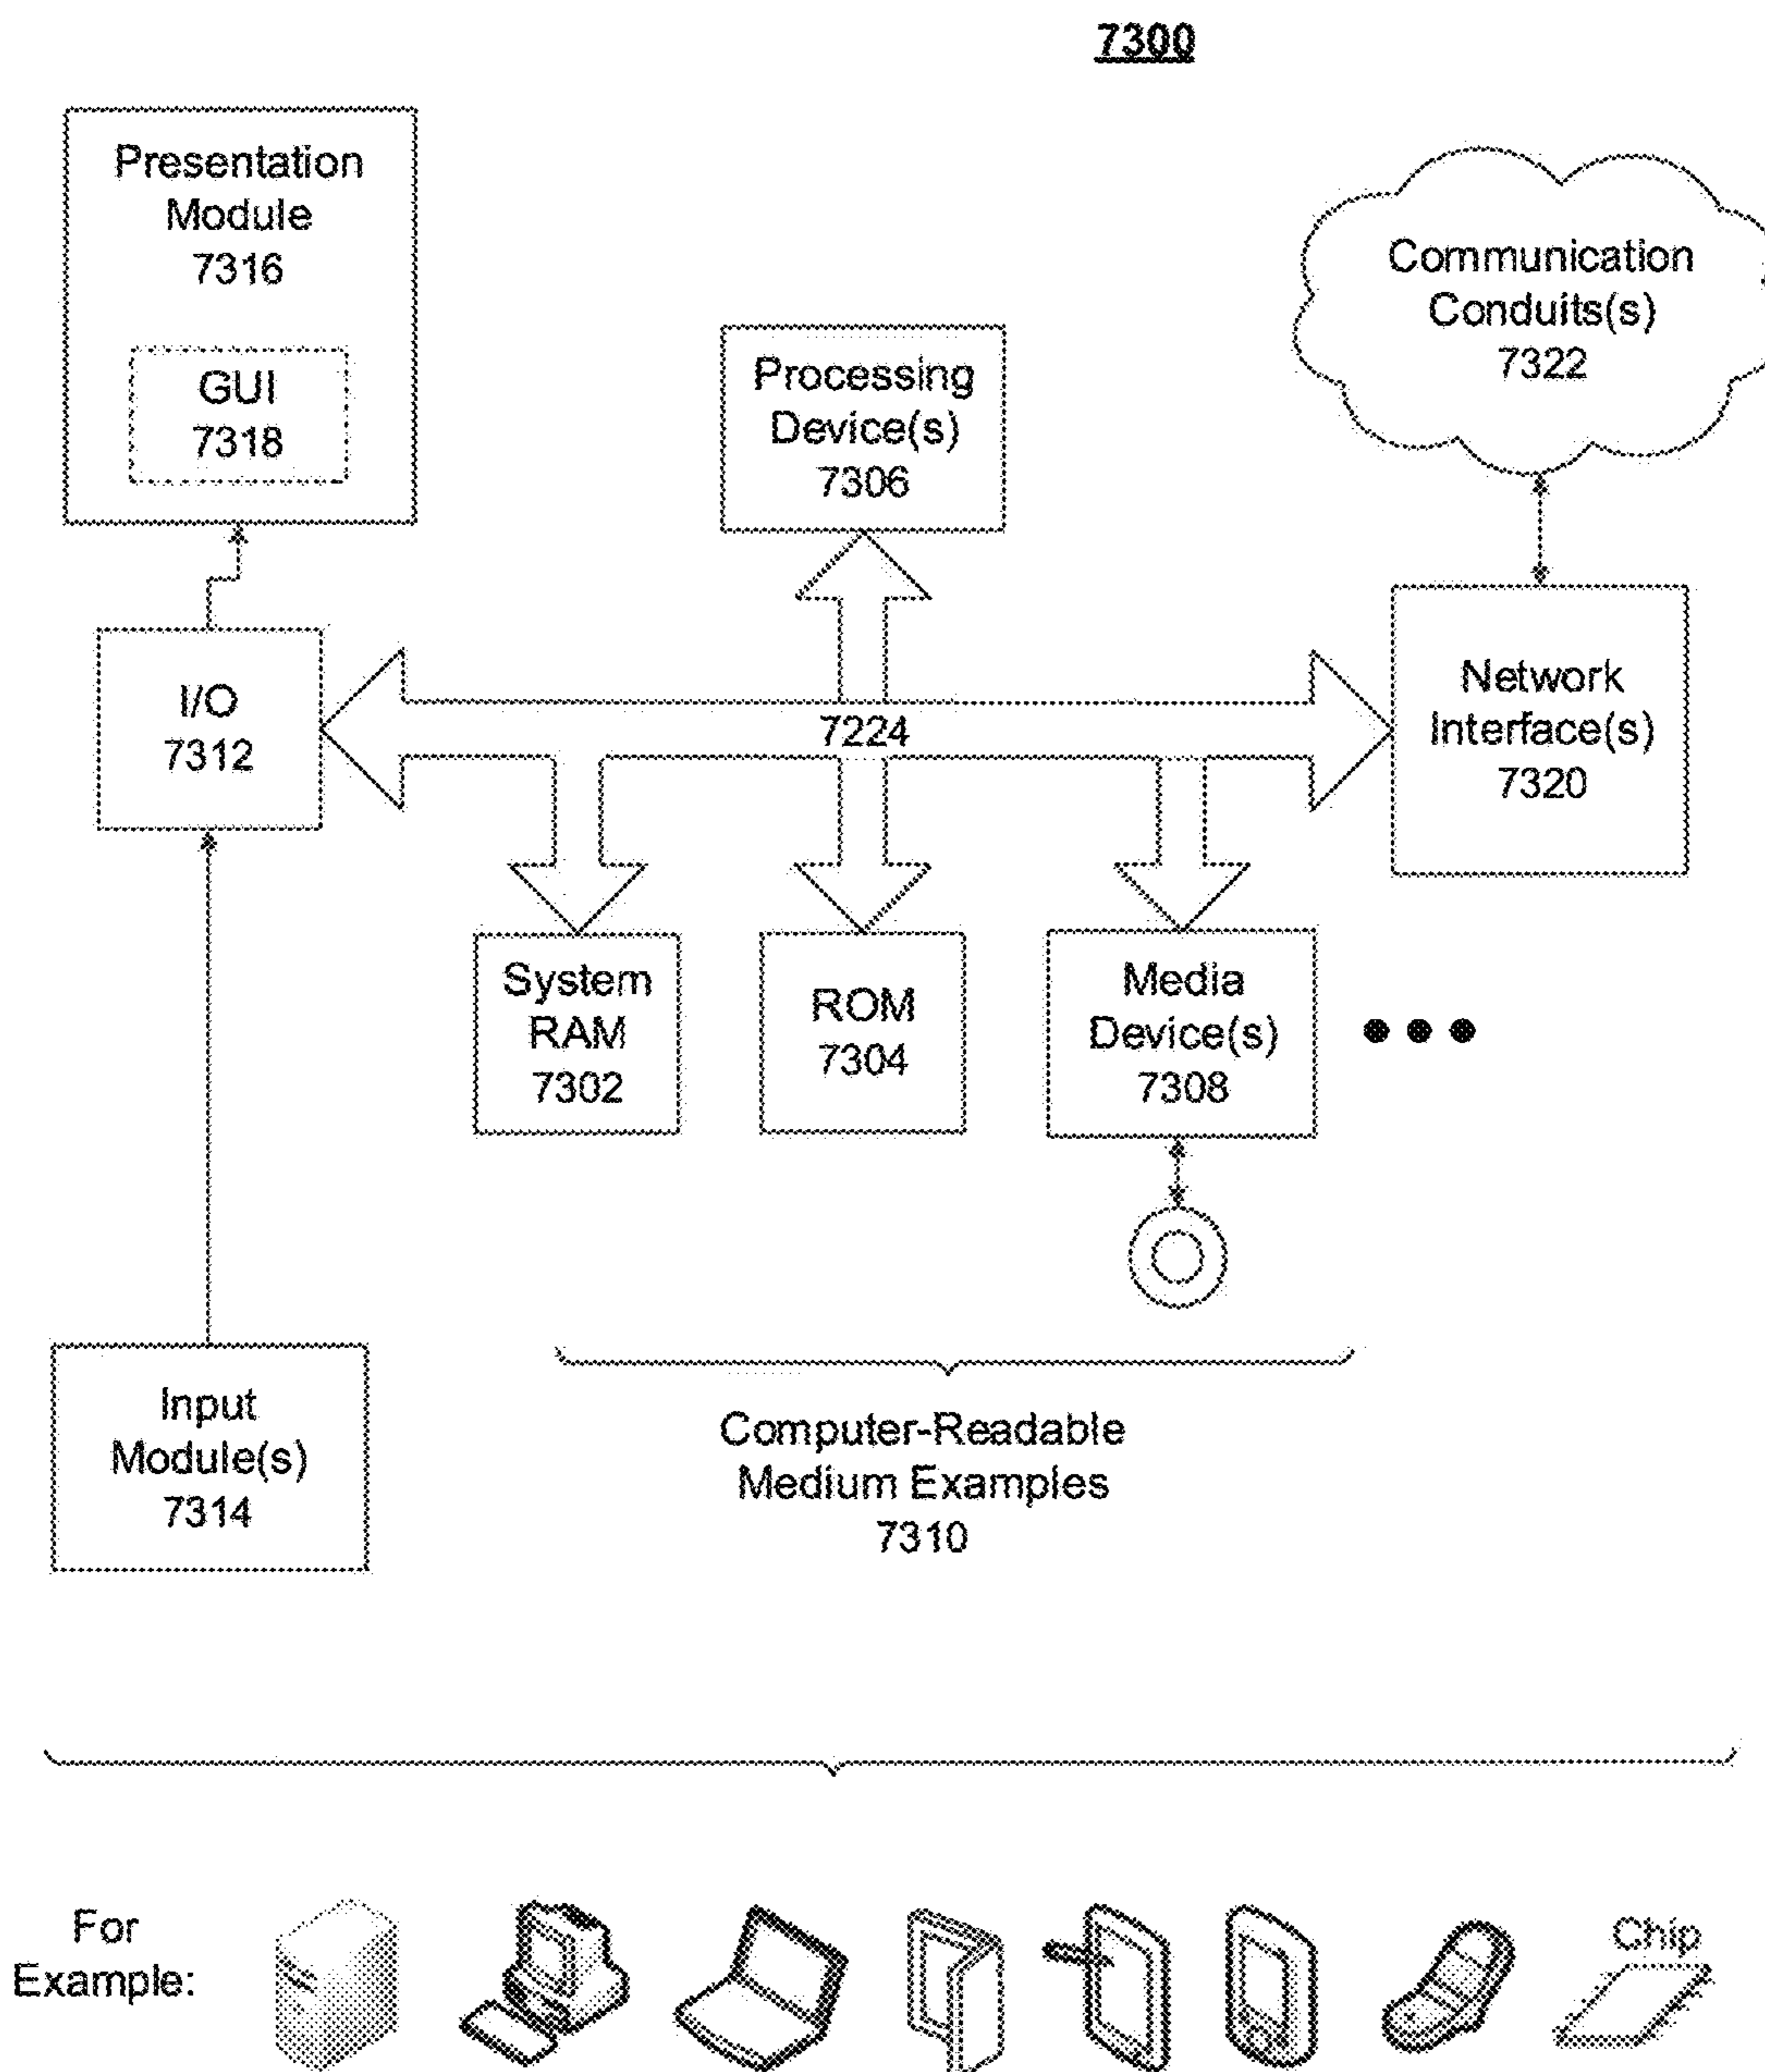 7300
Presentation
Module
7316
GUI
7318
Communication
Conduits(s)
7322
Processing
Device(s)
7306
I/O
7312
7224
Network
Interface(s)
7320
System
RAM
7302
ROM
7304
Media
Device(s)
7308
Input
Module(s)
7314
Computer-Readable
Medium Examples
7310
For
Example:
Chip